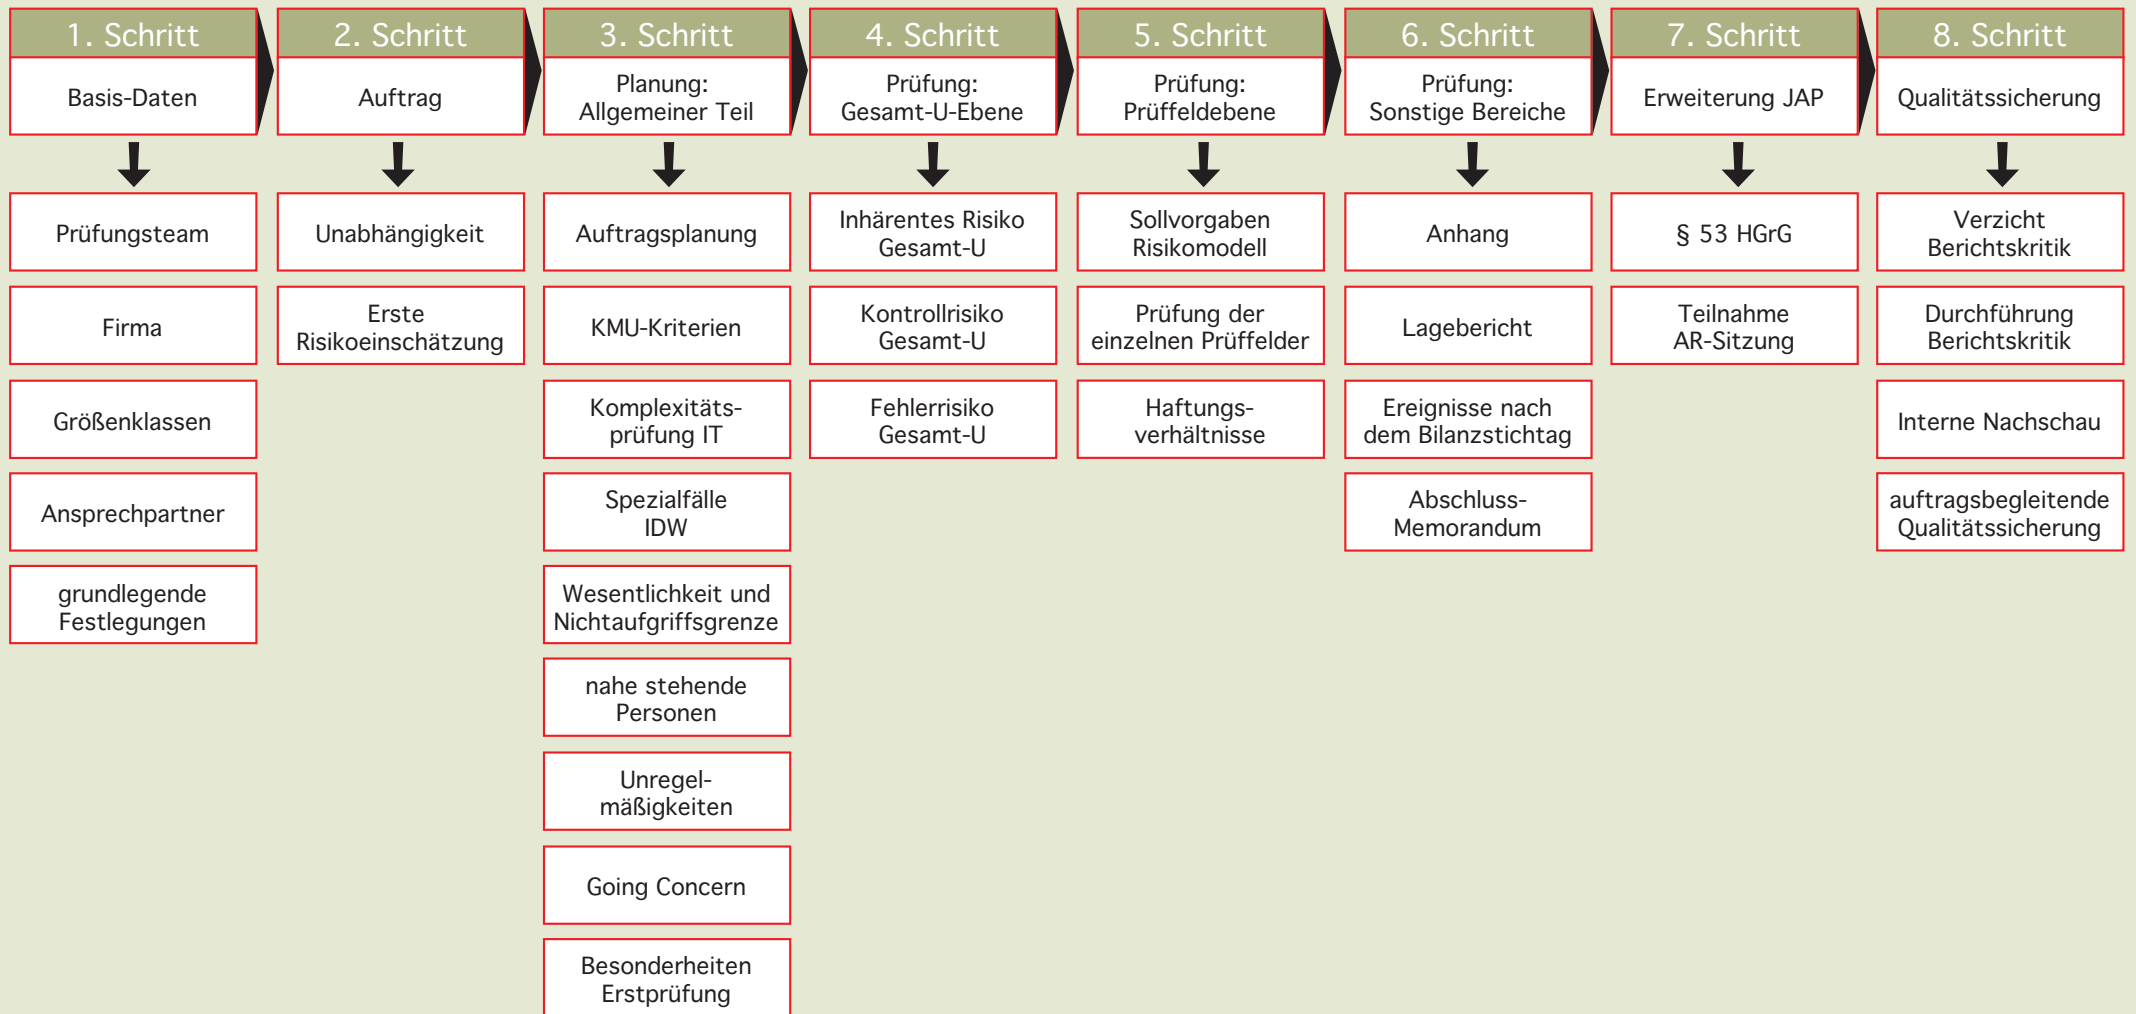 1. Schritt
Basis-Daten
Prüfungsteam
Firma
Größenklassen
Ansprechpartner
grundlegende
Festlegungen
2. Schritt
Auftrag
Unabhängigkeit
Erste
Risikoeinschätzung
3. Schritt
Planung:
Allgemeiner Teil
Auftragsplanung
KMU-Kriterien
Komplexitäts-
prüfung IT
Spezialfälle
IDW
Wesentlichkeit und
Nichtaufgriffsgrenze
nahe stehende
Personen
Unregel-
mäßigkeiten
Going Concern
Besonderheiten
Erstprüfung
4. Schritt
Prüfung:
Gesamt-U-Ebene
Inhärentes Risiko
Gesamt-U
Kontrollrisiko
Gesamt-U
Fehlerrisiko
Gesamt-U
5. Schritt
Prüfung:
Prüffeldebene
Sollvorgaben
Risikomodell
Prüfung der
einzelnen Prüffelder
Haftungs-
verhältnisse
6. Schritt
Prüfung:
Sonstige Bereiche
Anhang
Lagebericht
Ereignisse nach
dem Bilanzstichtag
Abschluss-
Memorandum
7. Schritt
Erweiterung JAP
§ 53 HGrG
Teilnahme
AR-Sitzung
8. Schritt
Qualitätssicherung
Verzicht
Berichtskritik
Durchführung
Berichtskritik
Interne Nachschau
auftragsbegleitende
Qualitätssicherung